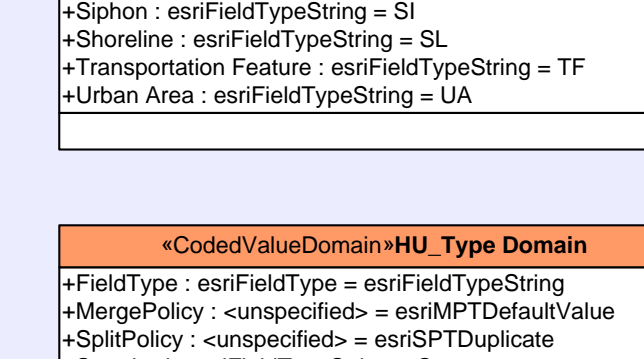 +Siphon : esriFieldTypeString = SI
+Shoreline : esriFieldTypeString = SL
+Transportation Feature : esriFieldTypeString = TF
+Urban Area : esriFieldTypeString = UA
«CodedValueDomain»HU_Type Domain
+FieldType : esriFieldType = esriFieldTypeString
+MergePolicy : <unspecified> = esriMPTDefaultValue
+SplitPolicy : <unspecified> = esriSPTDuplicate